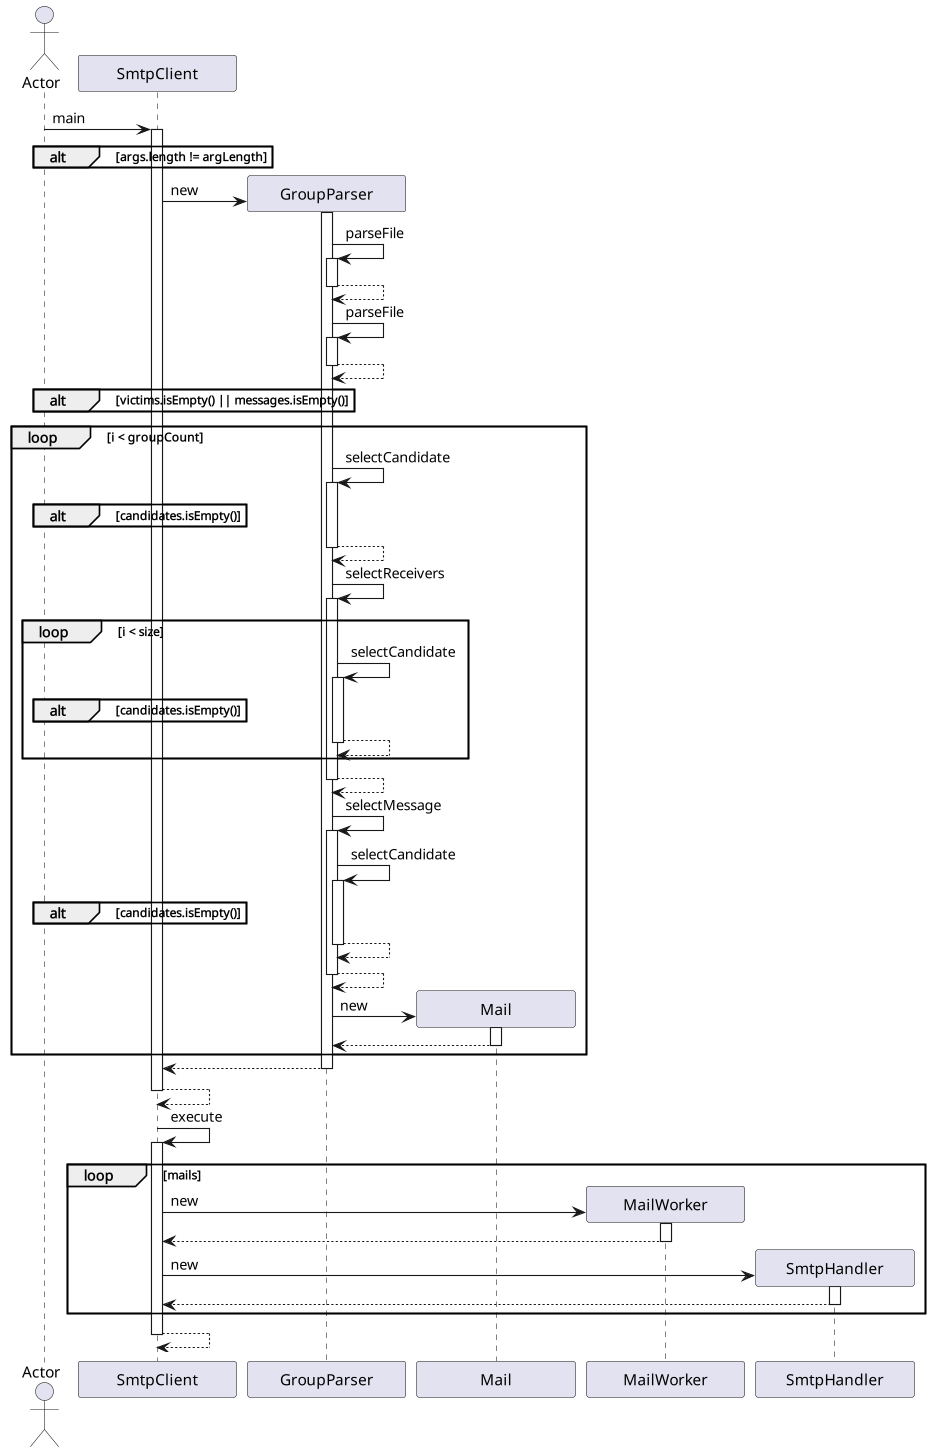 Actor
SmtpClient
main
alt [args.length != argLength]
new
GroupParser
parseFile
parseFile
alt [victims.isEmpty() || messages.isEmpty()]
loop [i < groupCount]
selectCandidate
alt [candidates.isEmpty()]
selectReceivers
loop [i < size]
selectCandidate
alt [candidates.isEmpty()]
selectMessage
selectCandidate
alt [candidates.isEmpty()]
new
Mail
execute
loop [mails]
new
MailWorker
new
SmtpHandler
Actor
SmtpClient
GroupParser
Mail
MailWorker
SmtpHandler